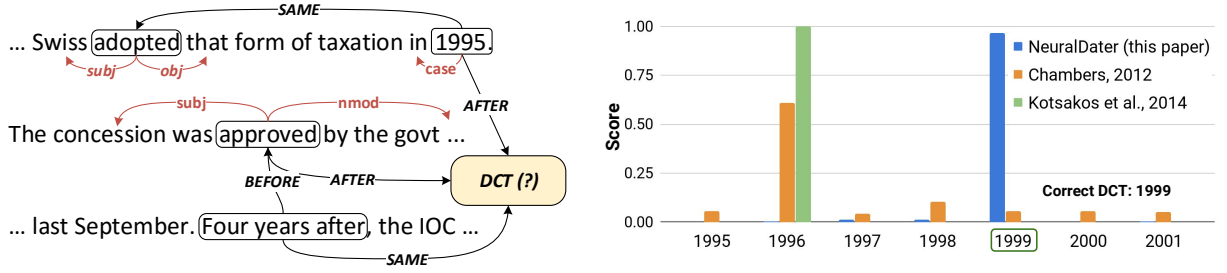 SAME
... Swiss adopted that form of taxation in 1995.
subj obj case
AFTER
subj nmod
The concession was approved by the govt ...
BEFORE AFTER DCT (?)
... last September. Four years after, the IOC ...
SAME
1.00
0.75
0.50
0.25
0.00
Score
NeuralDater (this paper)
Chambers, 2012
Kotsakos et al., 2014
Correct DCT: 1999
1995 1996 1997 1998 1999 2000 2001